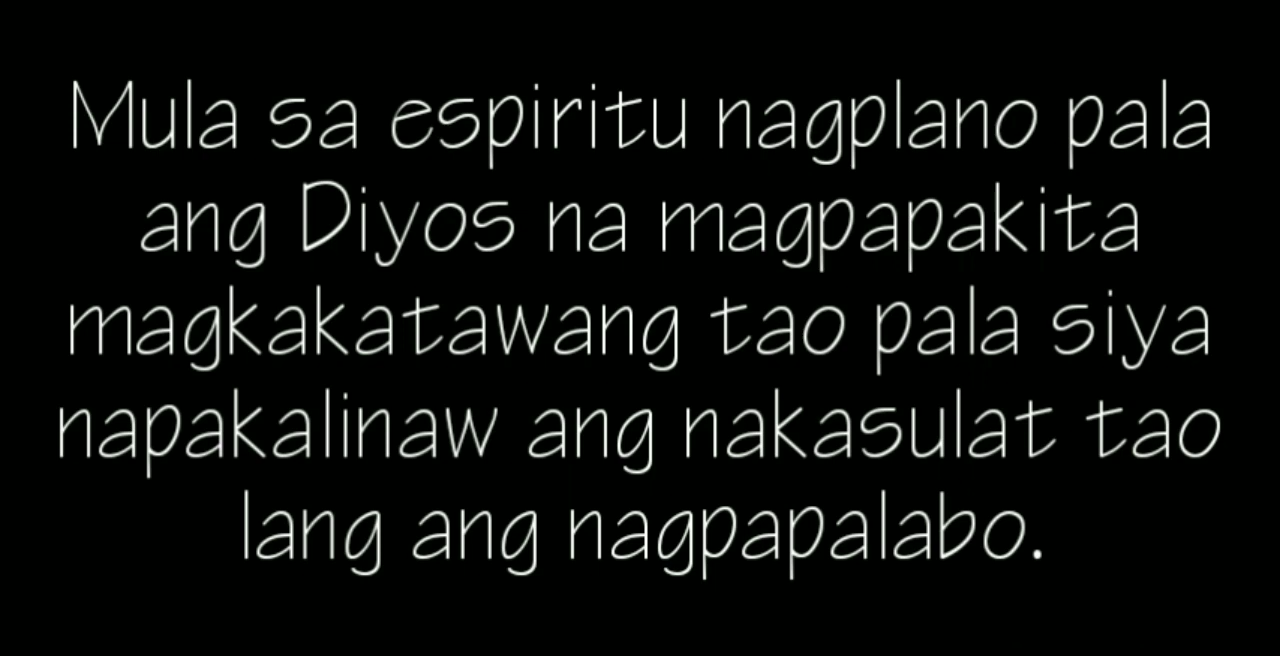 Mula sa espiritu nagplano pala
ang Diyos na magpapakita
magkakatawang tao pala siya
napakalinaw ang nakasulat tao
lang ang nagpapalabo.